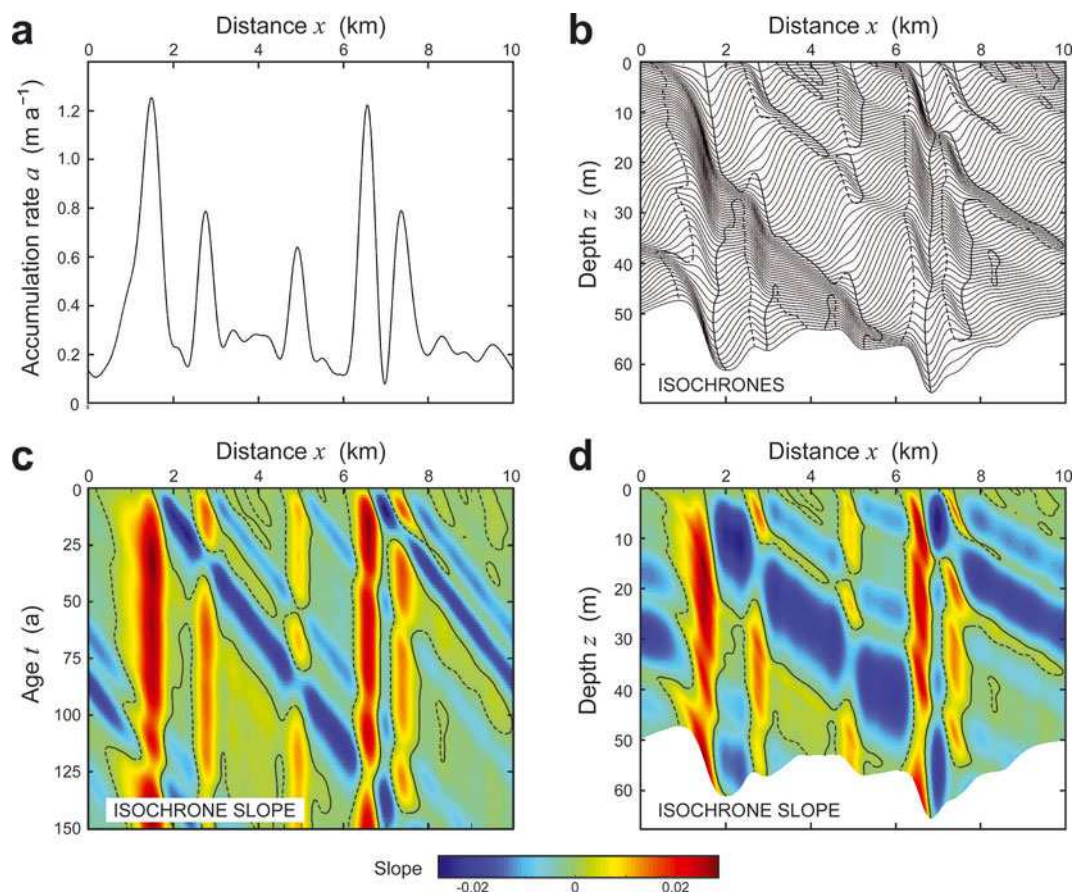 a
Distance x (km)
0 2 4 6 8 10
Accumulation rate a (m a⁻¹)
1.2
1.0
0.8
0.6
0.4
0.2
0
b
Distance x (km)
0 2 4 6 8 10
Depth z (m)
0
10
20
30
40
50
60
ISOCHRONES
c
Distance x (km)
0 2 4 6 8 10
Age t (a)
0
25
50
75
100
125
150
ISOCHRONE SLOPE
d
Distance x (km)
0 2 4 6 8 10
Depth z (m)
0
10
20
30
40
50
60
ISOCHRONE SLOPE
Slope
-0.02 0 0.02